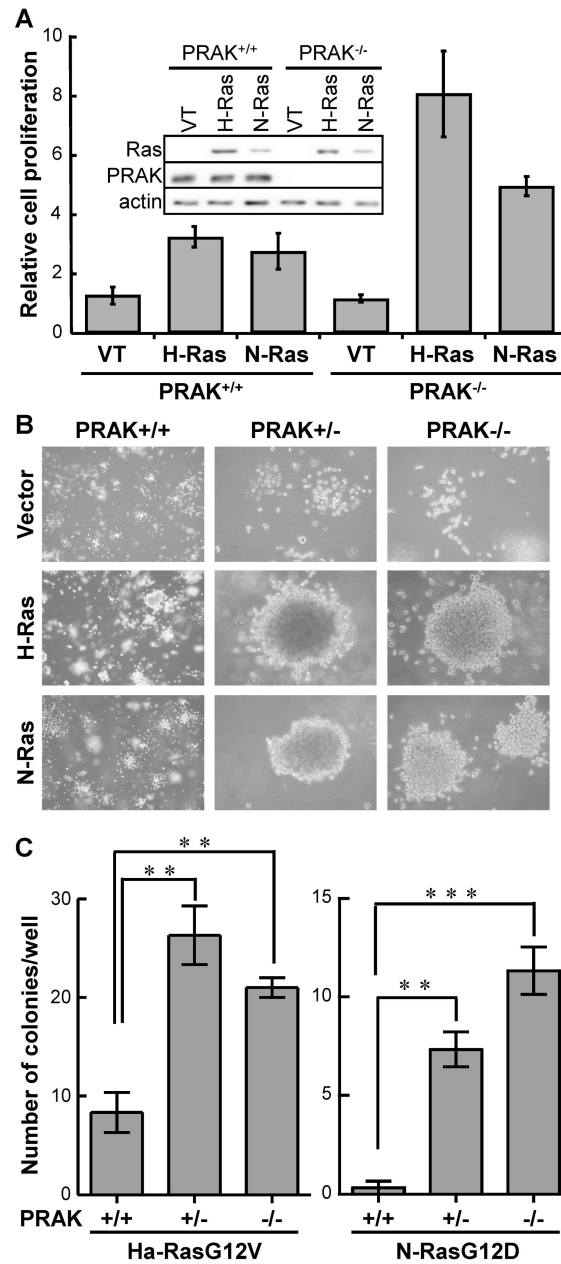 A
Relative cell proliferation
10
8
6
4
2
0
PRAK+/+ PRAK-/-
VT H-Ras N-Ras VT H-Ras N-Ras
Ras
PRAK
actin
VT H-Ras N-Ras VT H-Ras N-Ras
PRAK+/+ PRAK-/-
B
PRAK+/+ PRAK+/- PRAK-/-
Vector
H-Ras
N-Ras
C
Number of colonies/well
30
20
10
0
* *
* *
15
10
5
0
* * *
* *
PRAK +/+ +/- -/- +/+ +/- -/-
Ha-RasG12V N-RasG12D